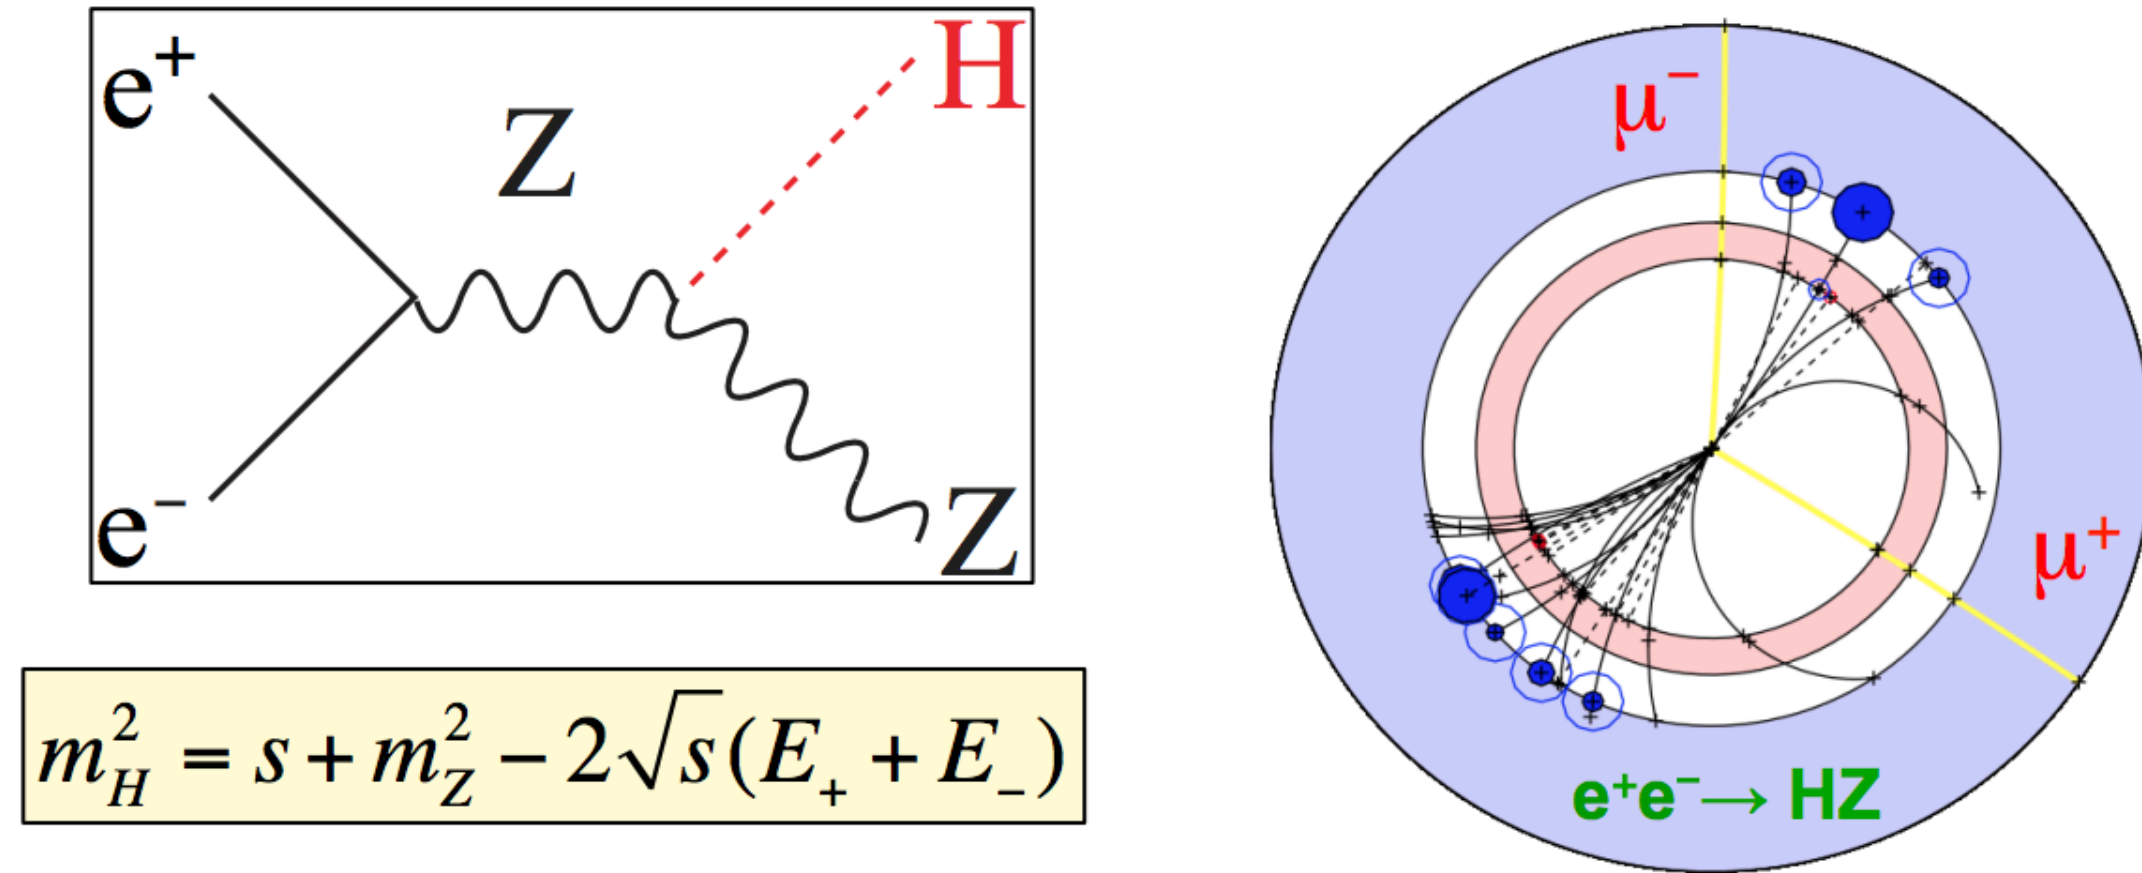 e⁺
Z
H
e⁻
Z
m_H^2 = s + m_Z^2 − 2√s(E_+ + E_−)
μ⁻
μ⁺
e⁺e⁻→ HZ